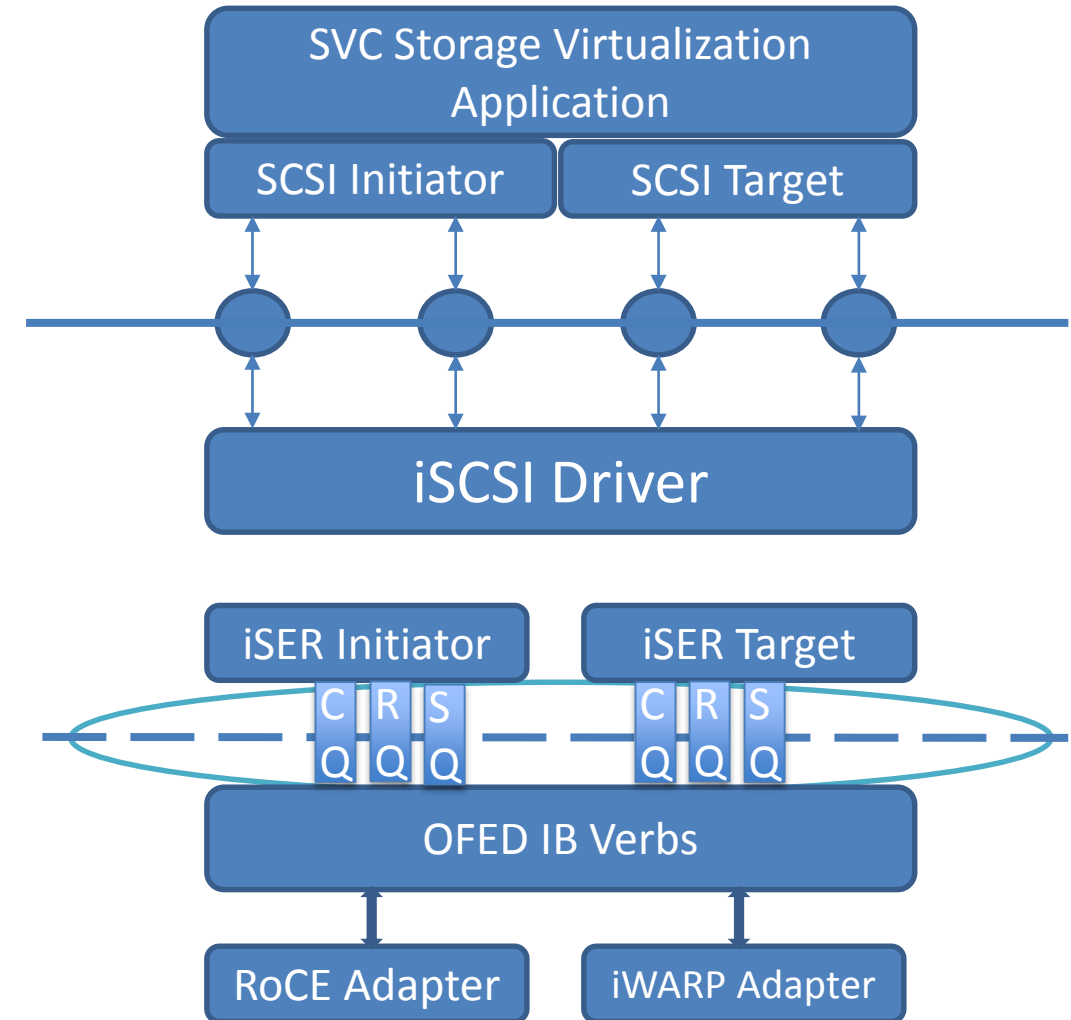 SVC Storage Virtualization
Application
SCSI Initiator
SCSI Target
iSCSI Driver
iSER Initiator
iSER Target
C R S C R S
Q Q Q Q Q Q
OFED IB Verbs
RoCE Adapter
iWARP Adapter